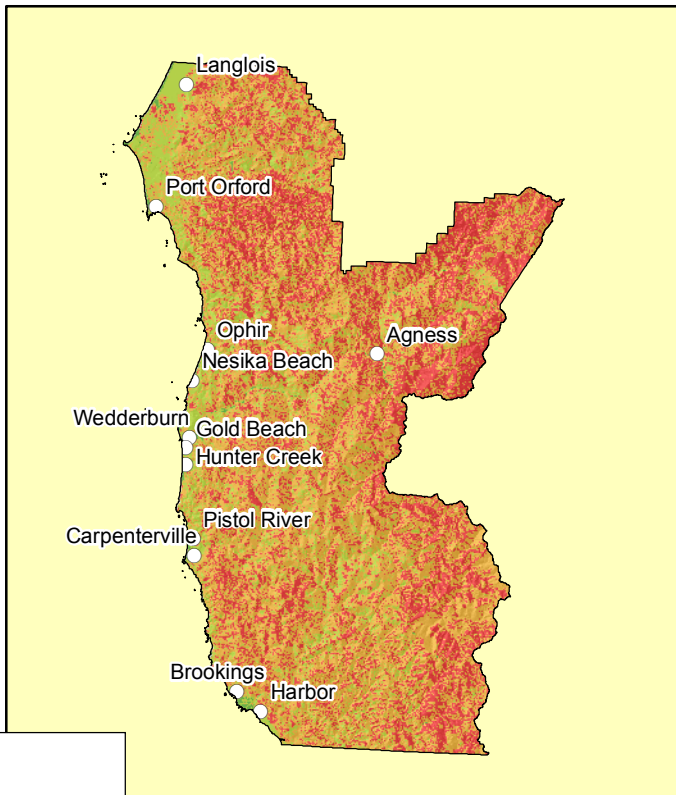 Langlois
Port Orford
Ophir
Agness
Nesika Beach
Wedderburn
Gold Beach
Hunter Creek
Pistol River
Carpenterville
Brookings
Harbor